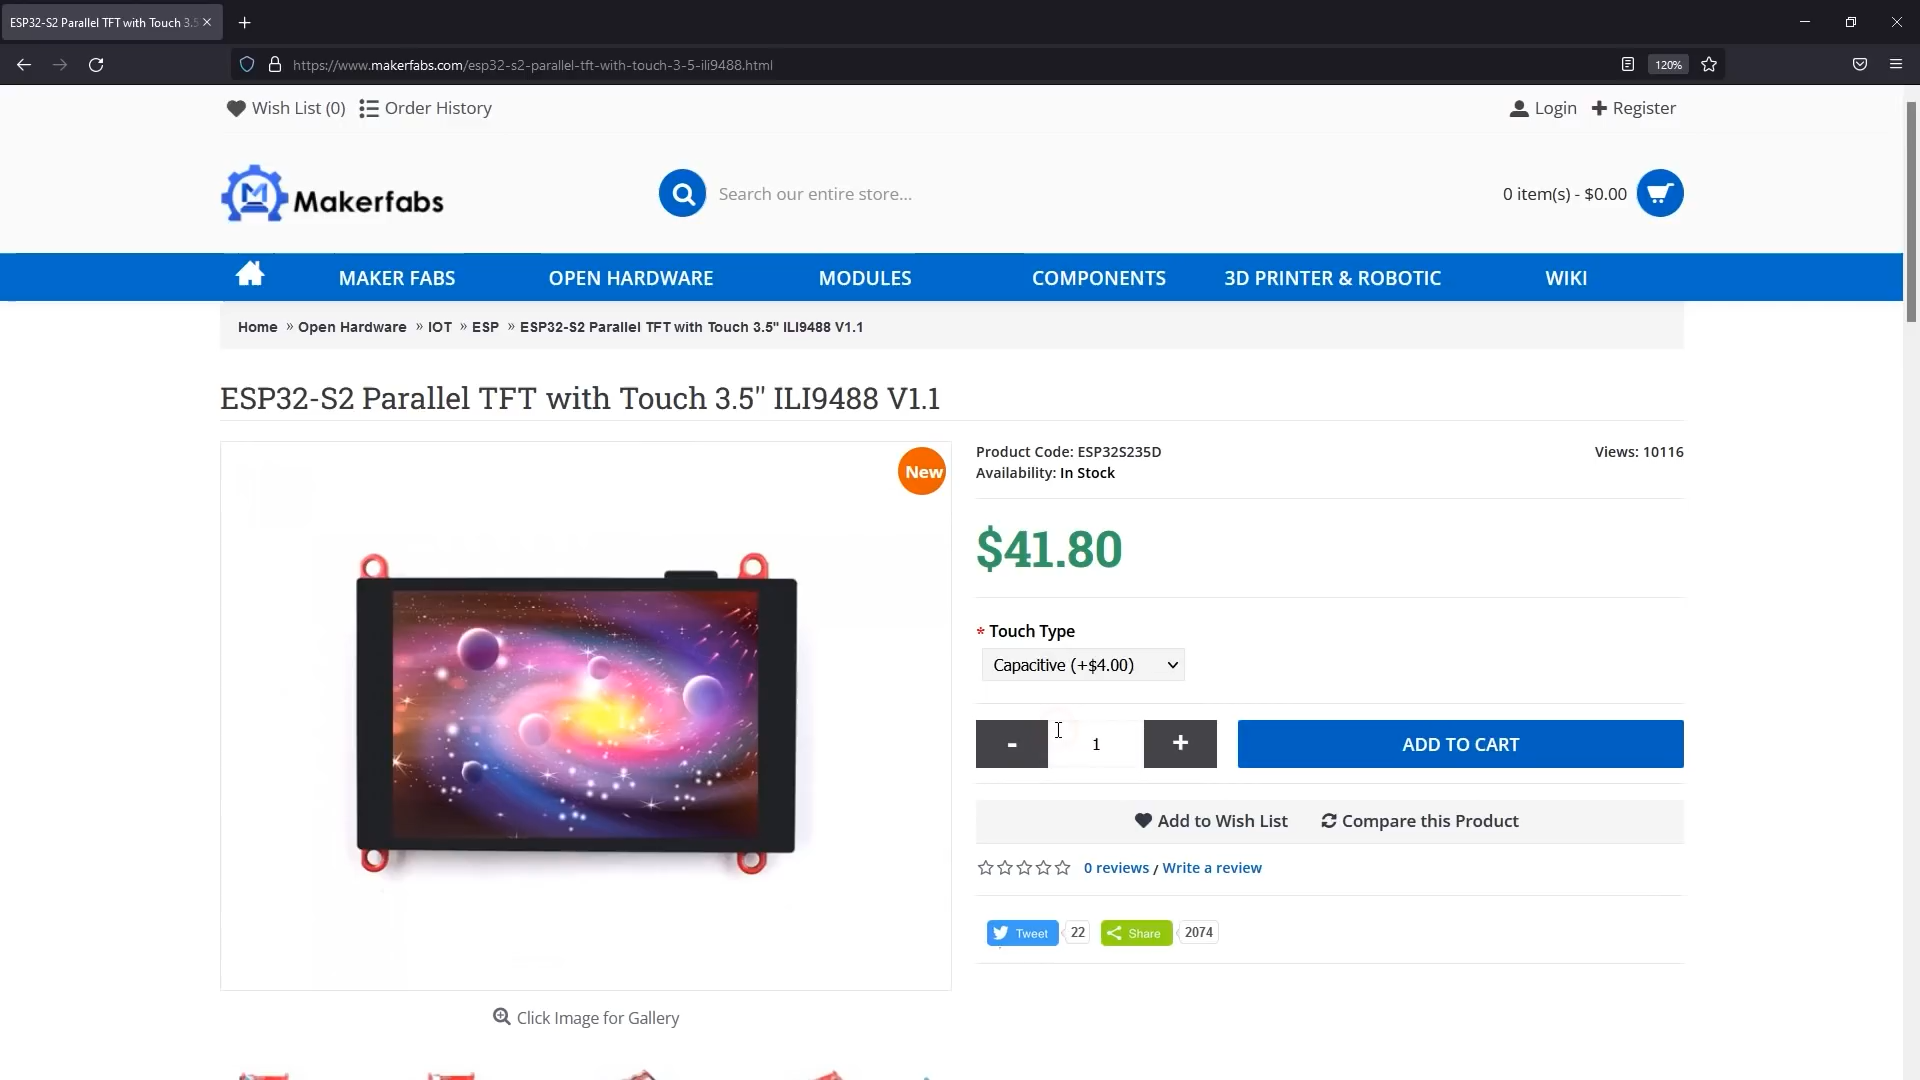 ESP32-S2 Parallel TFT with Touch 3.5
https://www.makerfabs.com/esp32-s2-parallel-tft-with-touch-3-5-ili9488.html
120%
Wish List (0)
Order History
Login
Register
Makerfabs
Search our entire store...
0 item(s) - $0.00
MAKER FABS
OPEN HARDWARE
MODULES
COMPONENTS
3D PRINTER & ROBOTIC
WIKI
Home » Open Hardware » IOT » ESP » ESP32-S2 Parallel TFT with Touch 3.5" ILI9488 V1.1
ESP32-S2 Parallel TFT with Touch 3.5" ILI9488 V1.1
New
Product Code: ESP32S235D
Views: 10116
Availability: In Stock
$41.80
* Touch Type
Capacitive (+$4.00)
- 1 +
ADD TO CART
Add to Wish List
Compare this Product
0 reviews / Write a review
Tweet 22
Share 2074
Click Image for Gallery